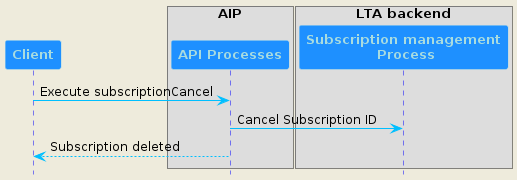 AIP
LTA backend
Client
API Processes
Subscription management
Process
Execute subscriptionCancel
Cancel Subscription ID
Subscription deleted